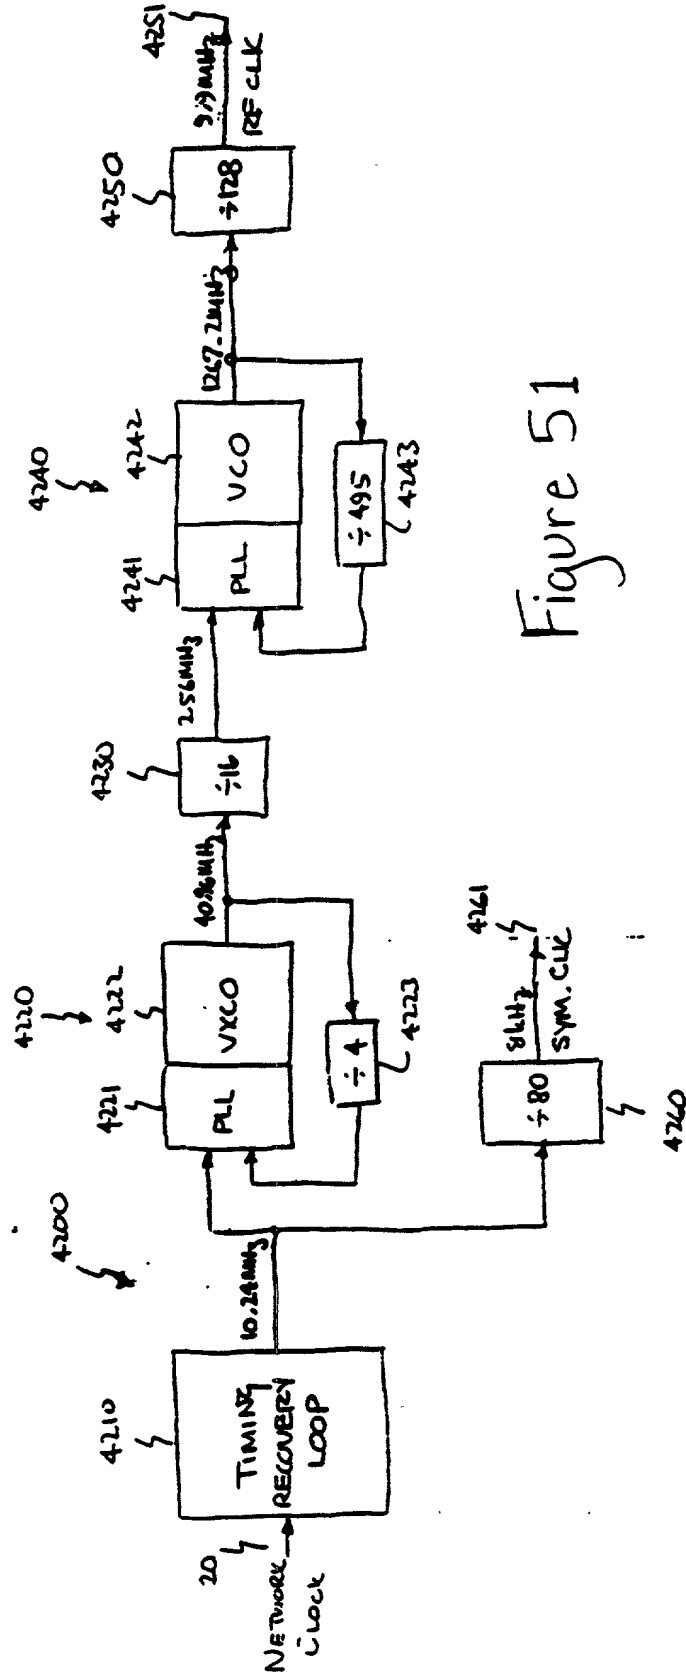 4200
20
NETWORK
CLOCK
4210
TIMING
RECOVERY
LOOP
10.24MHz
4220
4221
4222
PLL
VXCO
÷4
4223
40.96MHz
4230
÷16
2.56MHz
4240
4241
4242
PLL
VCO
÷495
4243
1267.2MHz
4250
÷128
9.9MHz
RF CLK
4251
÷80
4260
8kHz
SYM. CLK
4261
Figure 51